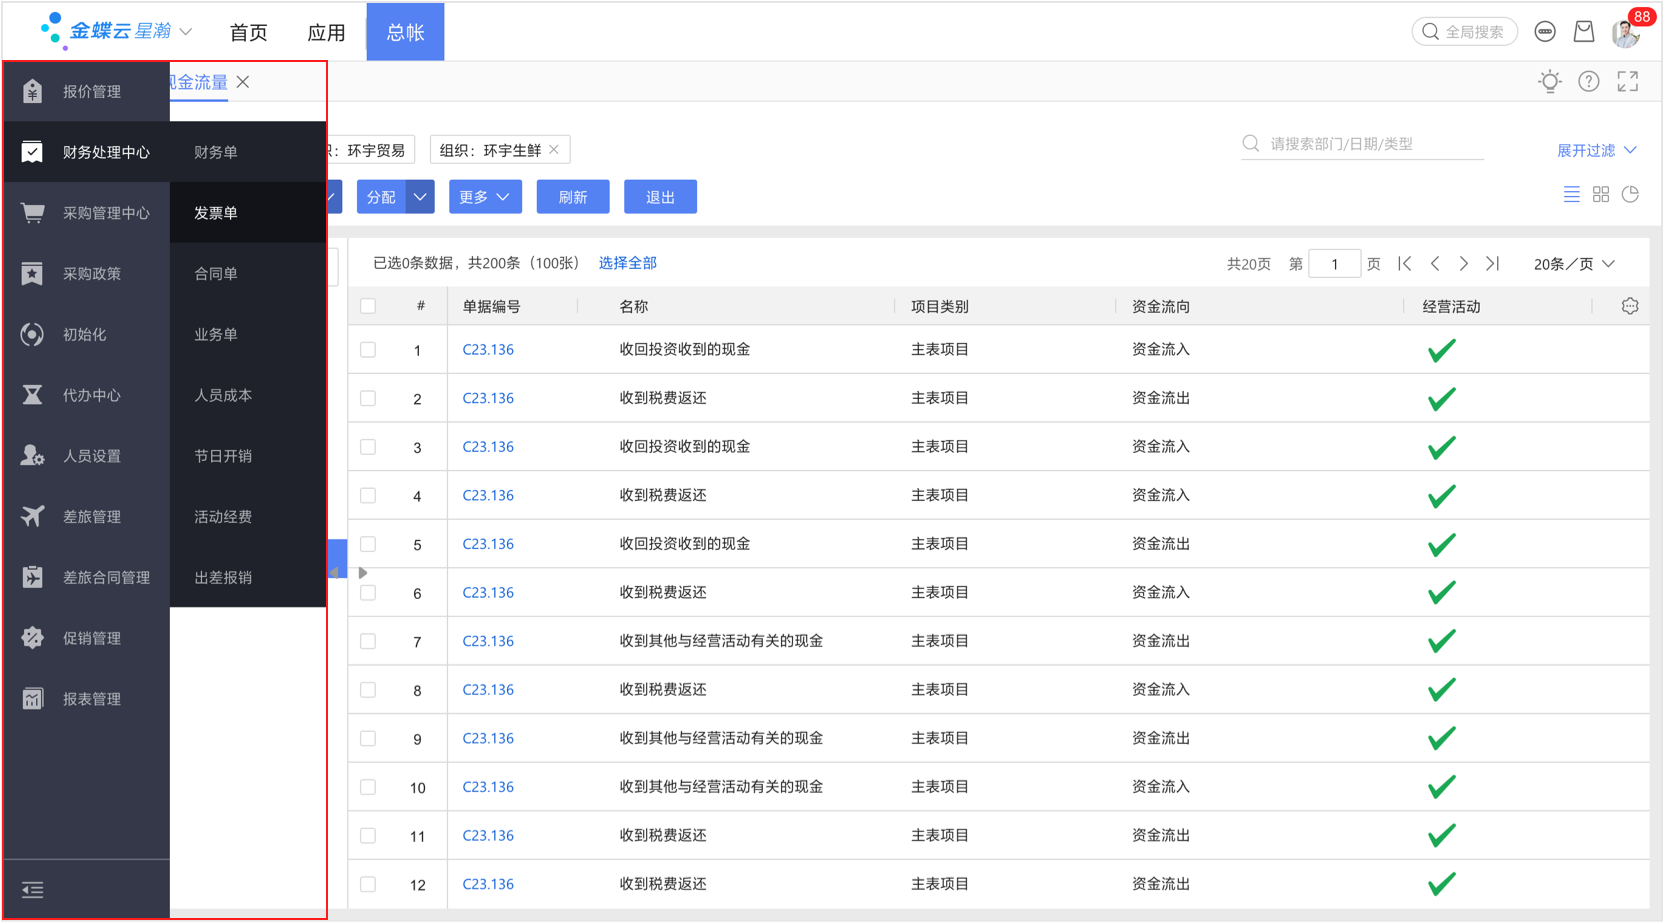 金蝶云 星瀚
首页
应用
总帐
全局搜索
88
报价管理
现金流量
财务处理中心
采购管理中心
采购政策
初始化
代办中心
人员设置
差旅管理
差旅合同管理
促销管理
报表管理
财务单
发票单
合同单
业务单
人员成本
节日开销
活动经费
出差报销
：环宇贸易
组织：环宇生鲜
请搜索部门/日期/类型
展开过滤
分配
更多
刷新
退出
已选0条数据，共200条（100张） 选择全部
共20页 第 1 页
20条／页
# 单据编号 名称 项目类别 资金流向 经营活动
1 C23.136 收回投资收到的现金 主表项目 资金流入
2 C23.136 收到税费返还 主表项目 资金流出
3 C23.136 收回投资收到的现金 主表项目 资金流入
4 C23.136 收到税费返还 主表项目 资金流入
5 C23.136 收回投资收到的现金 主表项目 资金流出
6 C23.136 收到税费返还 主表项目 资金流入
7 C23.136 收到其他与经营活动有关的现金 主表项目 资金流出
8 C23.136 收到税费返还 主表项目 资金流入
9 C23.136 收到其他与经营活动有关的现金 主表项目 资金流出
10 C23.136 收到其他与经营活动有关的现金 主表项目 资金流入
11 C23.136 收到税费返还 主表项目 资金流出
12 C23.136 收到税费返还 主表项目 资金流出